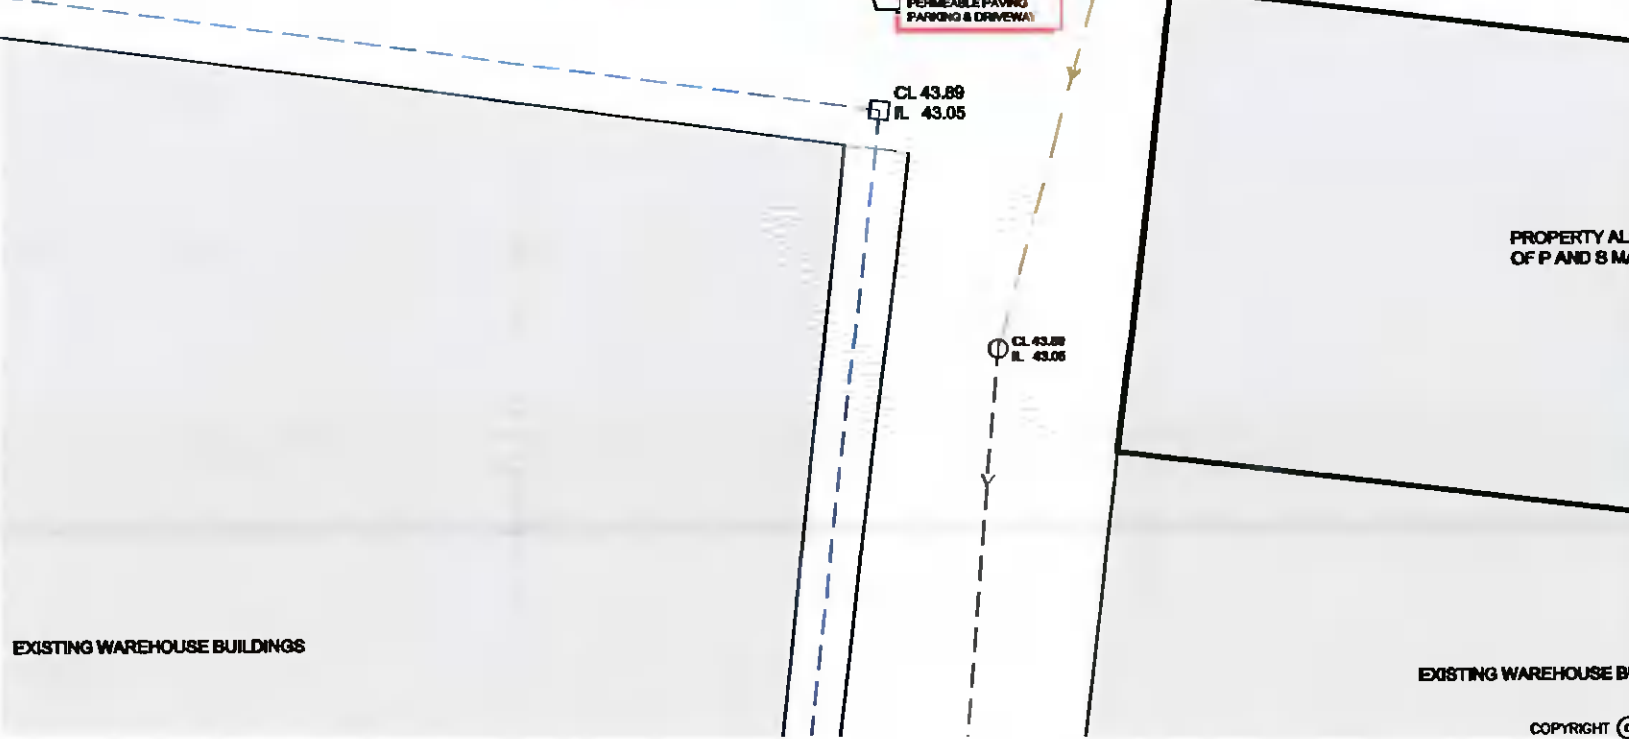 PERMEABLE PAVING
PARKING & DRIVEWAY
CL 43.89
IL 43.05
PROPERTY AL
OF P AND S MA
CL 43.89
IL 43.05
EXISTING WAREHOUSE BUILDINGS
EXISTING WAREHOUSE B
COPYRIGHT ©